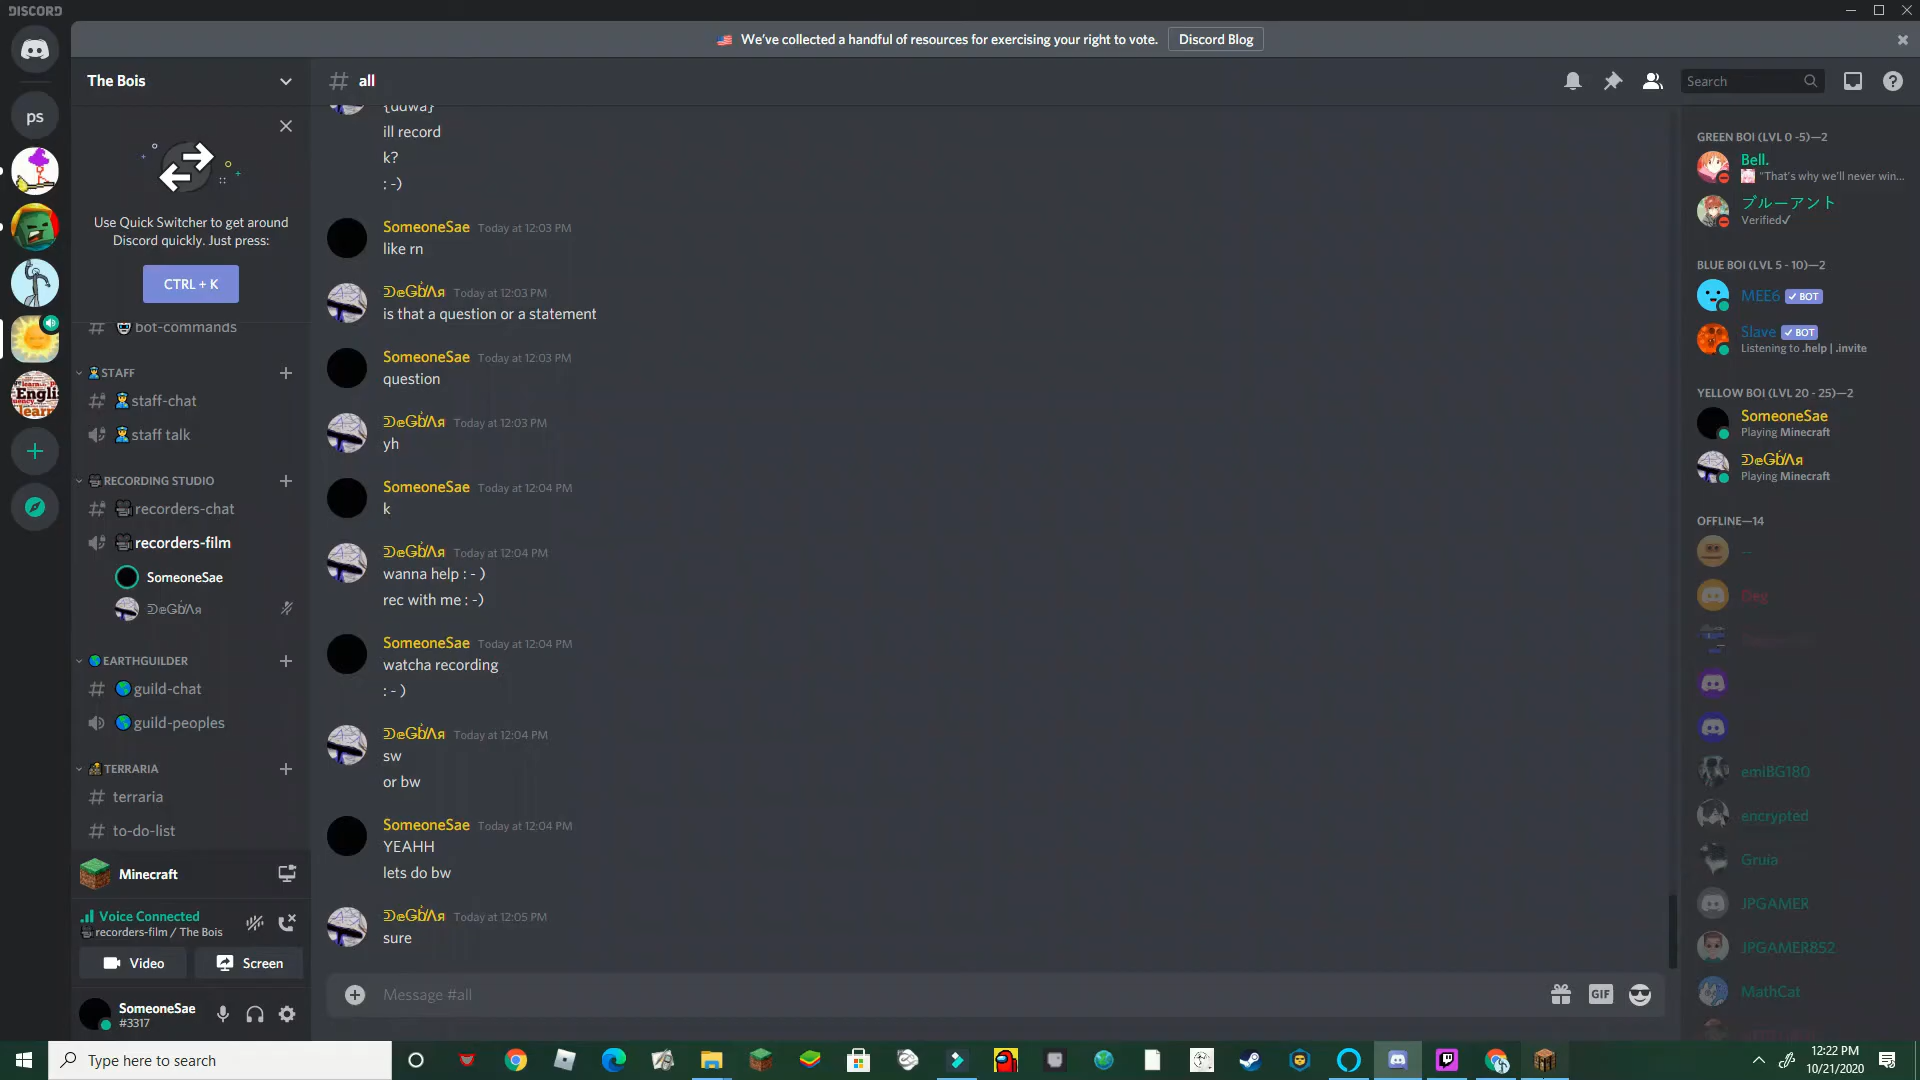 DISCORD
We've collected a handful of resources for exercising your right to vote. Discord Blog
The Bois
all
Search
ps
Use Quick Switcher to get around
Discord quickly. Just press:
CTRL + K
bot-commands
STAFF
staff-chat
staff talk
RECORDING STUDIO
recorders-chat
recorders-film
SomeoneSae
EARTHGUILDER
guild-chat
guild-peoples
TERRARIA
terraria
to-do-list
Minecraft
Voice Connected
recorders-film / The Bois
Video
Screen
SomeoneSae
#3317
ill record
k?
: -)
SomeoneSae Today at 12:03 PM
like rn
Today at 12:03 PM
is that a question or a statement
SomeoneSae Today at 12:03 PM
question
Today at 12:03 PM
yh
SomeoneSae Today at 12:04 PM
k
Today at 12:04 PM
wanna help : - )
rec with me : -)
SomeoneSae Today at 12:04 PM
watcha recording
: - )
Today at 12:04 PM
sw
or bw
SomeoneSae Today at 12:04 PM
YEAHH
lets do bw
Today at 12:05 PM
sure
Message #all
GIF
GREEN BOI (LVL 0 -5)—2
Bell.
"That's why we'll never win...
ブルーアント
Verified✓
BLUE BOI (LVL 5 - 10)—2
MEE6 ✓ BOT
Slave ✓ BOT
Listening to .help | .invite
YELLOW BOI (LVL 20 - 25)—2
SomeoneSae
Playing Minecraft
Playing Minecraft
OFFLINE—14
--
Deg
emiBG180
encrypted
Gruia
JPGAMER
JPGAMER852
MathCat
Type here to search
12:22 PM
10/21/2020